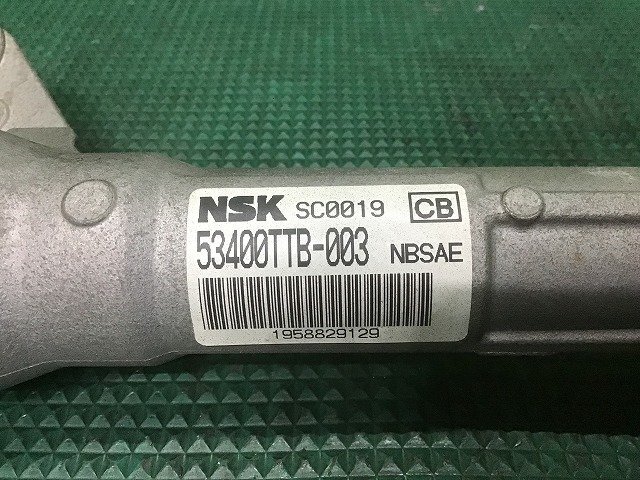 NSK SC0019 CB
53400TTB-003 NBSAE
1958829129